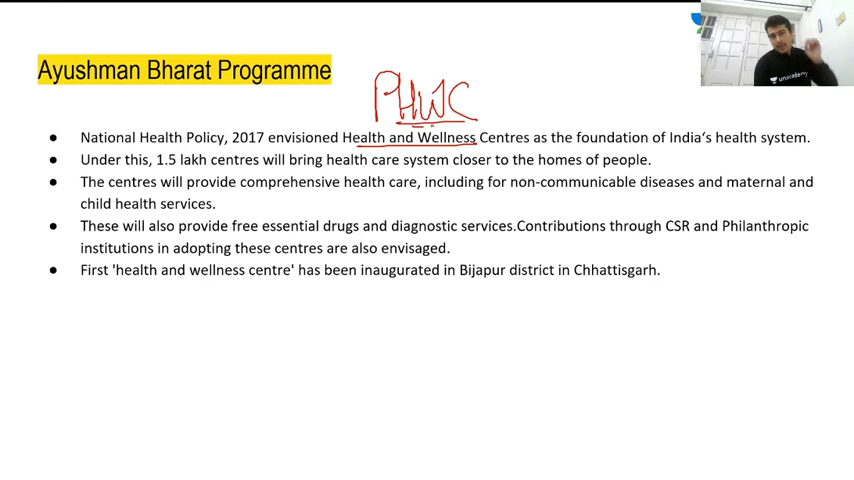 unacademy
Ayushman Bharat Programme
PHWC
● National Health Policy, 2017 envisioned Health and Wellness Centres as the foundation of India's health system.
● Under this, 1.5 lakh centres will bring health care system closer to the homes of people.
● The centres will provide comprehensive health care, including for non-communicable diseases and maternal and
child health services.
● These will also provide free essential drugs and diagnostic services.Contributions through CSR and Philanthropic
institutions in adopting these centres are also envisaged.
● First 'health and wellness centre' has been inaugurated in Bijapur district in Chhattisgarh.